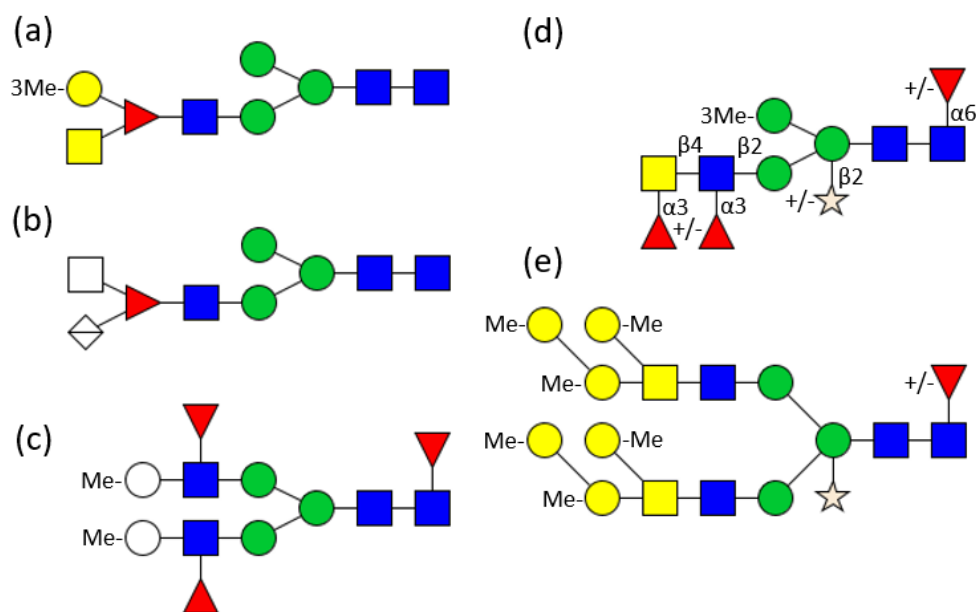 (a)
3Me-
(b)
(c)
Me-
Me-
(d)
+/-
α6
3Me-
β4
β2
β2
+/-
α3
+/-
α3
(e)
Me-
-Me
Me-
+/-
Me-
-Me
Me-